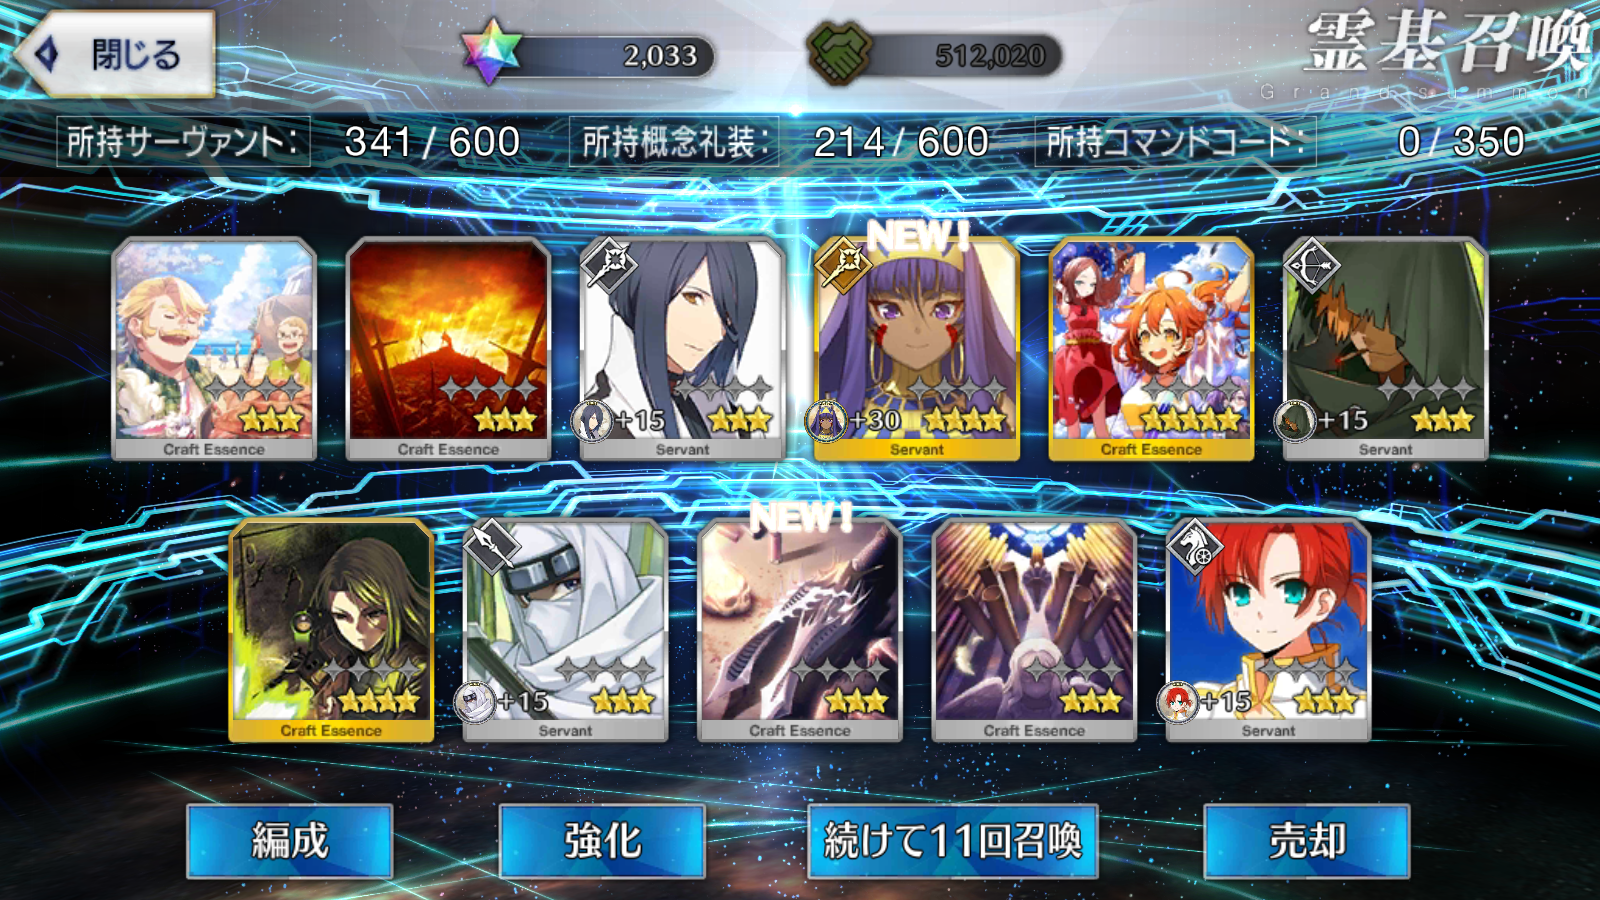 閉じる
2,033
512,020
霊基召喚
Grand summon
所持サーヴァント: 341 / 600
所持概念礼装: 214 / 600
所持コマンドコード: 0 / 350
NEW!
+15
+30
+15
Craft Essence
Craft Essence
Servant
Servant
Craft Essence
Servant
NEW!
+15
+15
Craft Essence
Servant
Craft Essence
Craft Essence
Servant
編成
強化
続けて11回召喚
売却